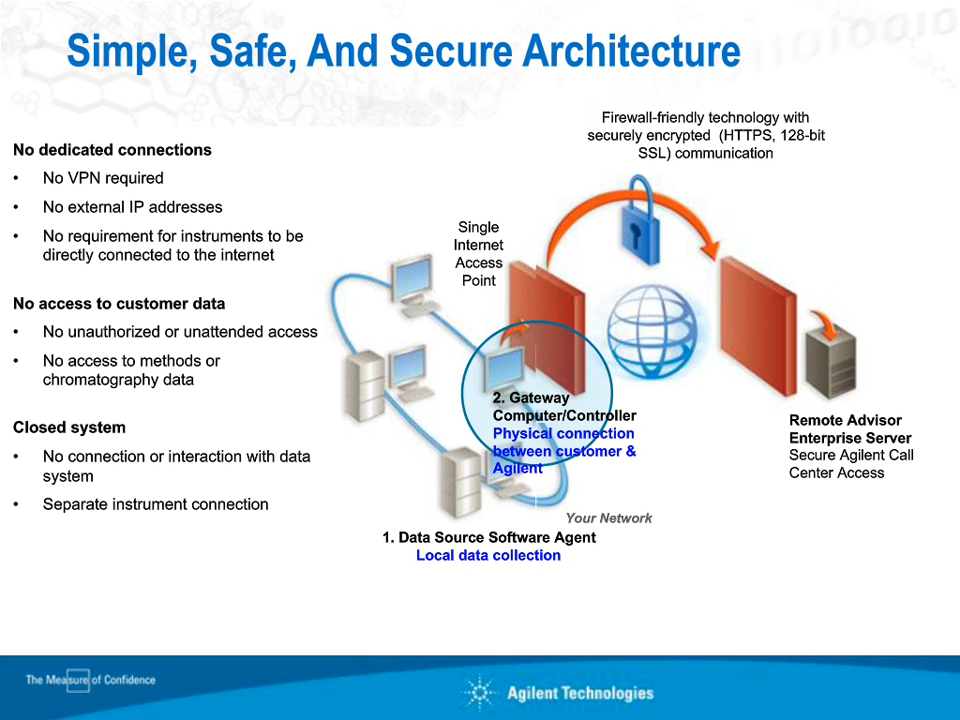 Simple, Safe, And Secure Architecture
Firewall-friendly technology with
securely encrypted (HTTPS, 128-bit
SSL) communication
No dedicated connections
• No VPN required
• No external IP addresses
• No requirement for instruments to be
directly connected to the internet
No access to customer data
• No unauthorized or unattended access
• No access to methods or
chromatography data
Closed system
• No connection or interaction with data
system
• Separate instrument connection
Single
Internet
Access
Point
2. Gateway
Computer/Controller
Physical connection
between customer &
Agilent
Remote Advisor
Enterprise Server
Secure Agilent Call
Center Access
Your Network
1. Data Source Software Agent
Local data collection
The Measure of Confidence
Agilent Technologies